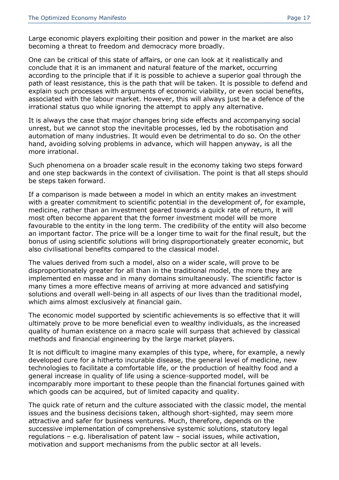 The Optimized Economy Manifesto Page 17
Large economic players exploiting their position and power in the market are also
becoming a threat to freedom and democracy more broadly.
One can be critical of this state of affairs, or one can look at it realistically and
conclude that it is an immanent and natural feature of the market, occurring
according to the principle that if it is possible to achieve a superior goal through the
path of least resistance, this is the path that will be taken. It is possible to defend and
explain such processes with arguments of economic viability, or even social benefits,
associated with the labour market. However, this will always just be a defence of the
irrational status quo while ignoring the attempt to apply any alternative.
It is always the case that major changes bring side effects and accompanying social
unrest, but we cannot stop the inevitable processes, led by the robotisation and
automation of many industries. It would even be detrimental to do so. On the other
hand, avoiding solving problems in advance, which will happen anyway, is all the
more irrational.
Such phenomena on a broader scale result in the economy taking two steps forward
and one step backwards in the context of civilisation. The point is that all steps should
be steps taken forward.
If a comparison is made between a model in which an entity makes an investment
with a greater commitment to scientific potential in the development of, for example,
medicine, rather than an investment geared towards a quick rate of return, it will
most often become apparent that the former investment model will be more
favourable to the entity in the long term. The credibility of the entity will also become
an important factor. The price will be a longer time to wait for the final result, but the
bonus of using scientific solutions will bring disproportionately greater economic, but
also civilisational benefits compared to the classical model.
The values derived from such a model, also on a wider scale, will prove to be
disproportionately greater for all than in the traditional model, the more they are
implemented en masse and in many domains simultaneously. The scientific factor is
many times a more effective means of arriving at more advanced and satisfying
solutions and overall well-being in all aspects of our lives than the traditional model,
which aims almost exclusively at financial gain.
The economic model supported by scientific achievements is so effective that it will
ultimately prove to be more beneficial even to wealthy individuals, as the increased
quality of human existence on a macro scale will surpass that achieved by classical
methods and financial engineering by the large market players.
It is not difficult to imagine many examples of this type, where, for example, a newly
developed cure for a hitherto incurable disease, the general level of medicine, new
technologies to facilitate a comfortable life, or the production of healthy food and a
general increase in quality of life using a science-supported model, will be
incomparably more important to these people than the financial fortunes gained with
which goods can be acquired, but of limited capacity and quality.
The quick rate of return and the culture associated with the classic model, the mental
issues and the business decisions taken, although short-sighted, may seem more
attractive and safer for business ventures. Much, therefore, depends on the
successive implementation of comprehensive systemic solutions, statutory legal
regulations – e.g. liberalisation of patent law – social issues, while activation,
motivation and support mechanisms from the public sector at all levels.